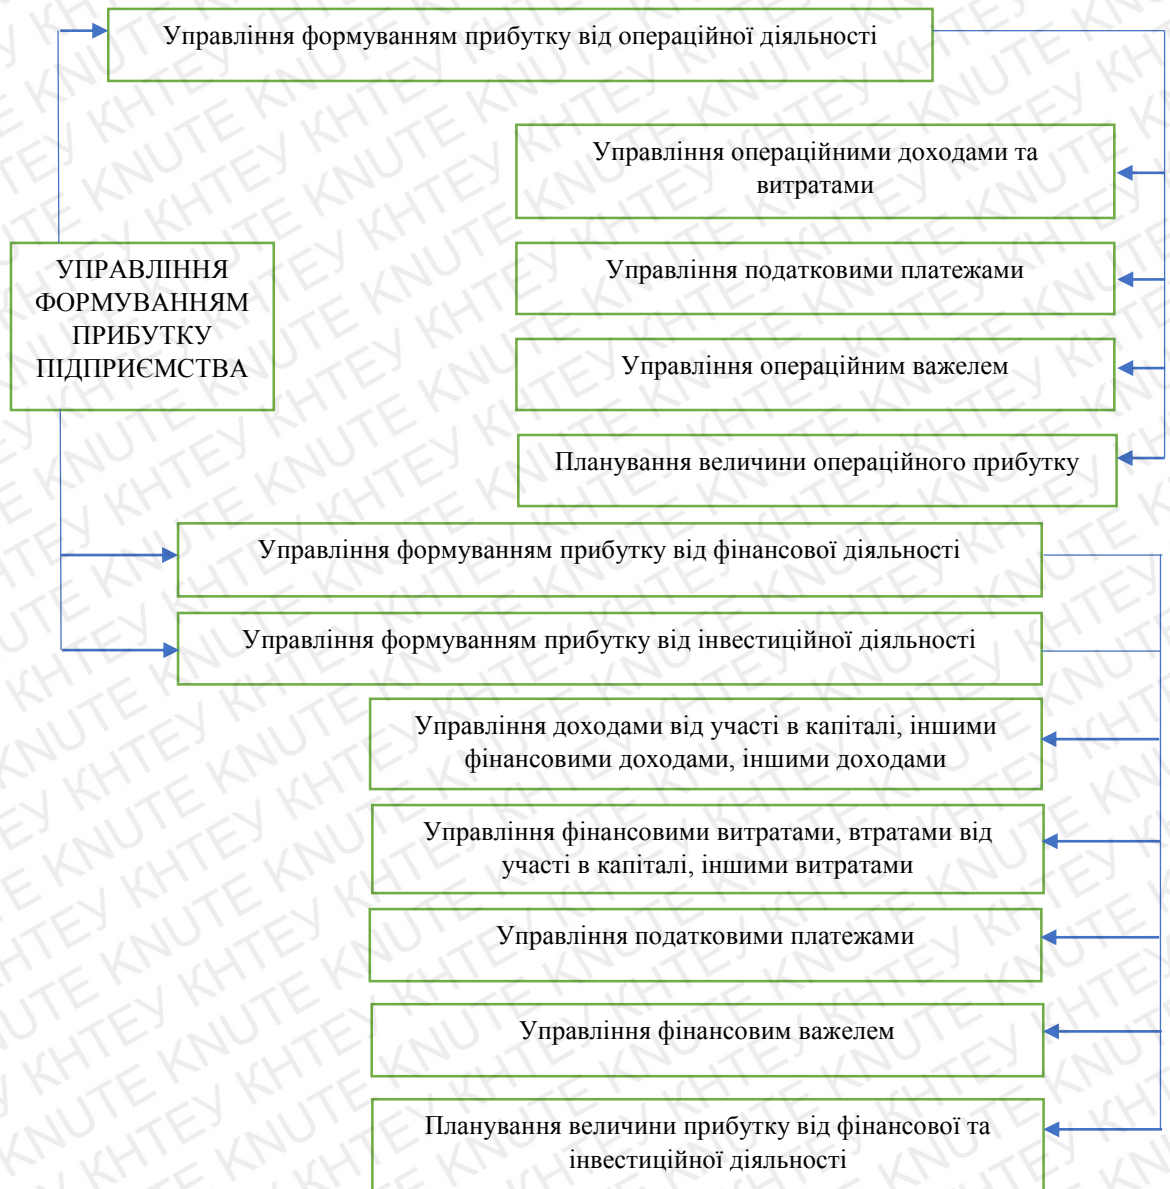 Управління формуванням прибутку від операційної діяльності
Управління операційними доходами та
витратами
УПРАВЛІННЯ
ФОРМУВАННЯМ
ПРИБУТКУ
ПІДПРИЄМСТВА
Управління податковими платежами
Управління операційним важелем
Планування величини операційного прибутку
Управління формуванням прибутку від фінансової діяльності
Управління формуванням прибутку від інвестиційної діяльності
Управління доходами від участі в капіталі, іншими
фінансовими доходами, іншими доходами
Управління фінансовими витратами, втратами від
участі в капіталі, іншими витратами
Управління податковими платежами
Управління фінансовим важелем
Планування величини прибутку від фінансової та
інвестиційної діяльності